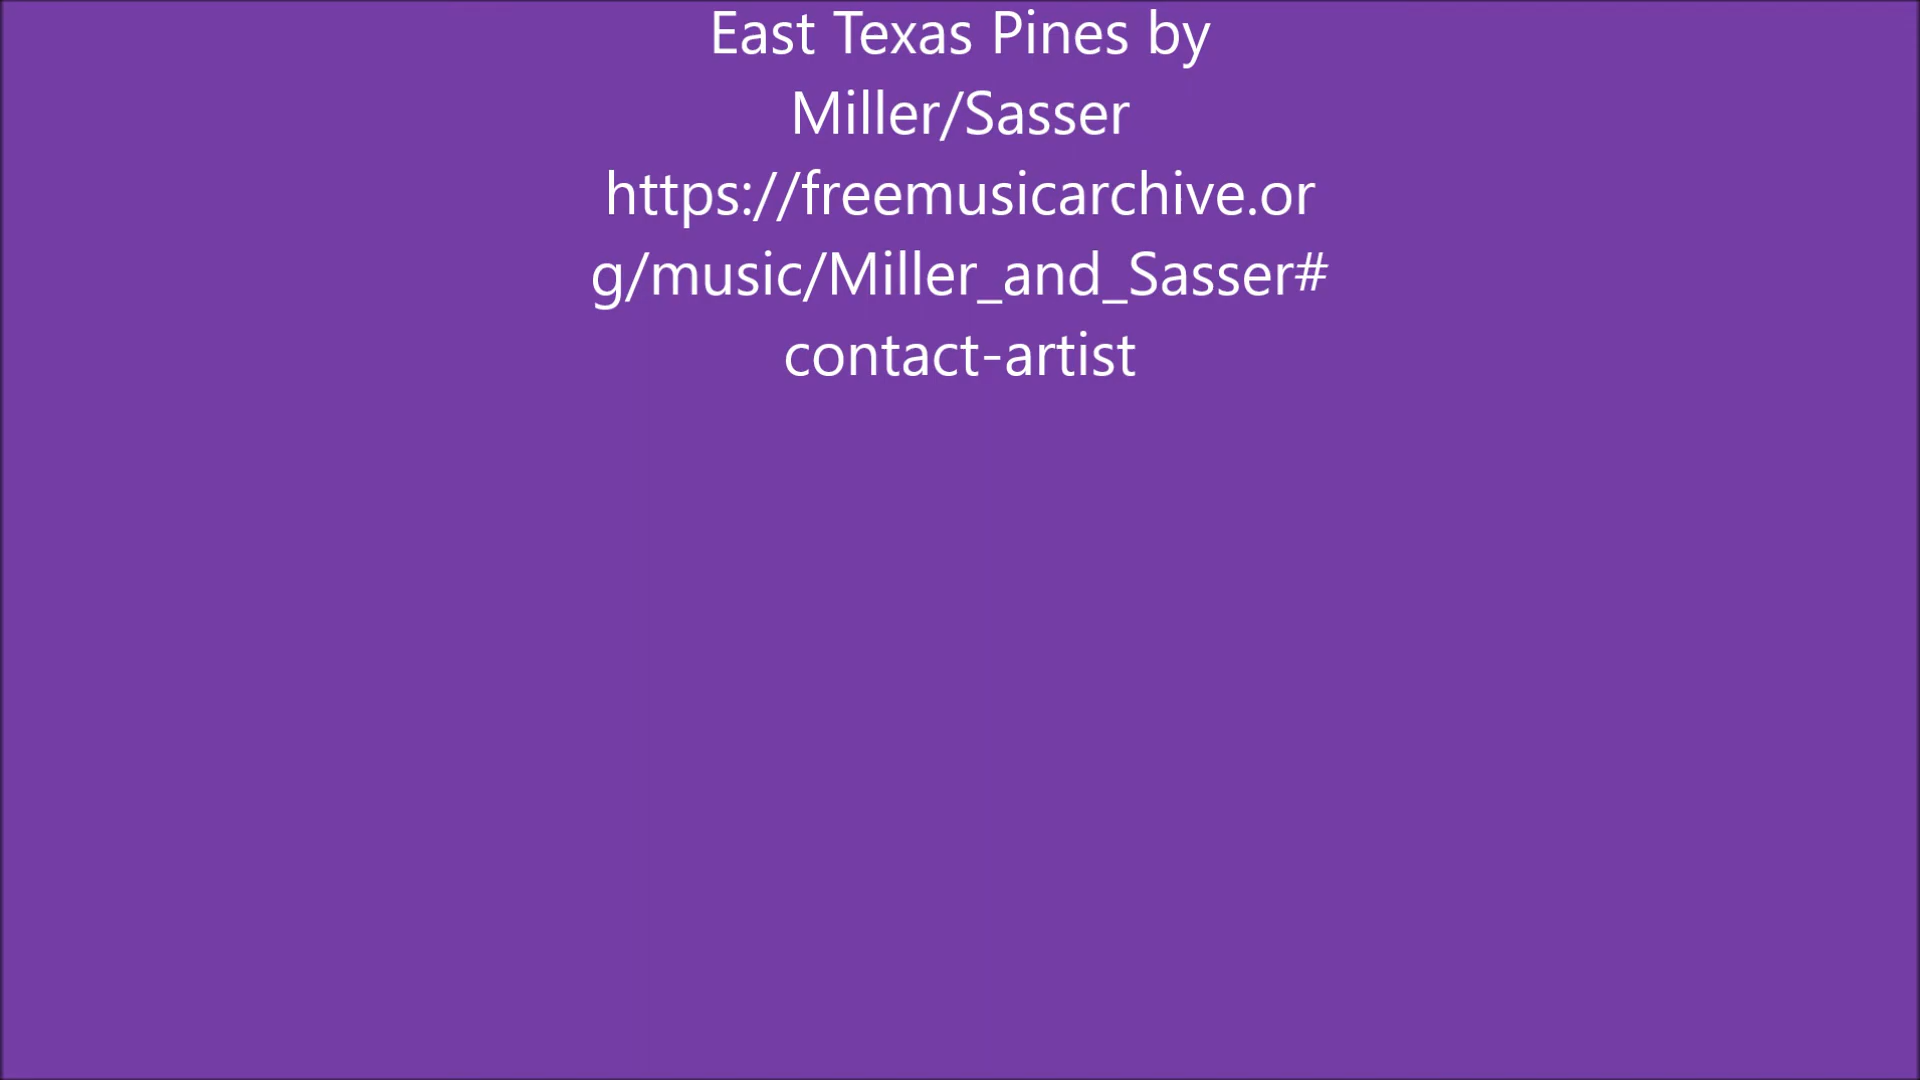 East Texas Pines by
Miller/Sasser
https://freemusicarchive.or
g/music/Miller_and_Sasser#
contact-artist